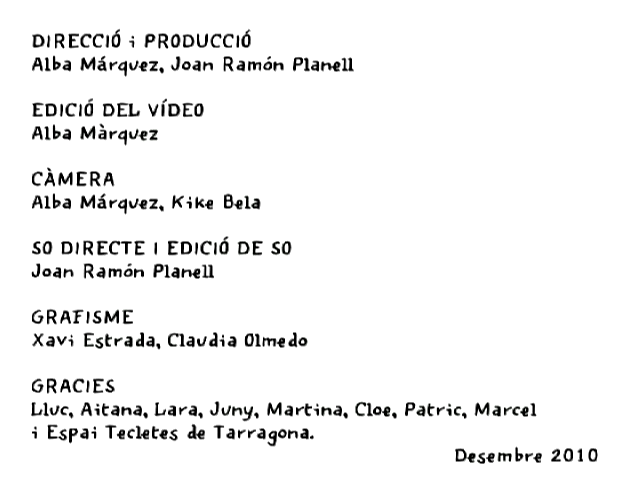 DIRECCIÓ i PRODUCCIÓ
Alba Márquez, Joan Ramón Planell
EDICIÓ DEL VÍDEO
Alba Màrquez
CÀMERA
Alba Márquez, Kike Bela
SO DIRECTE I EDICIÓ DE SO
Joan Ramón Planell
GRAFISME
Xavi Estrada, Claudia Olmedo
GRACIES
Lluc, Aitana, Lara, Juny, Martina, Cloe, Patric, Marcel
i Espai Tecletes de Tarragona.
Desembre 2010